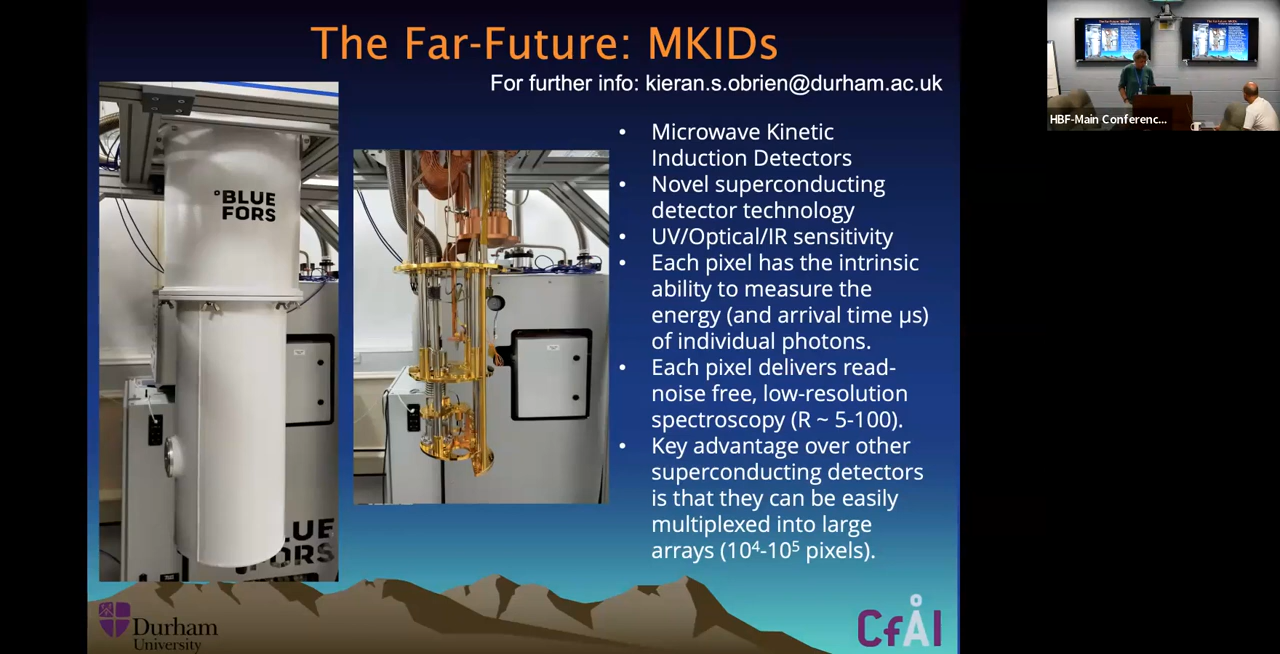 The Far-Future: MKIDs
For further info: kieran.s.obrien@durham.ac.uk
°BLUE
FORS
• Microwave Kinetic
Induction Detectors
• Novel superconducting
detector technology
• UV/Optical/IR sensitivity
• Each pixel has the intrinsic
ability to measure the
energy (and arrival time µs)
of individual photons.
• Each pixel delivers read-
noise free, low-resolution
spectroscopy (R ~ 5-100).
• Key advantage over other
superconducting detectors
is that they can be easily
multiplexed into large
arrays (10⁴-10⁵ pixels).
LUE
FORS
Durham
University
CfAI
HBF-Main Conferenc...